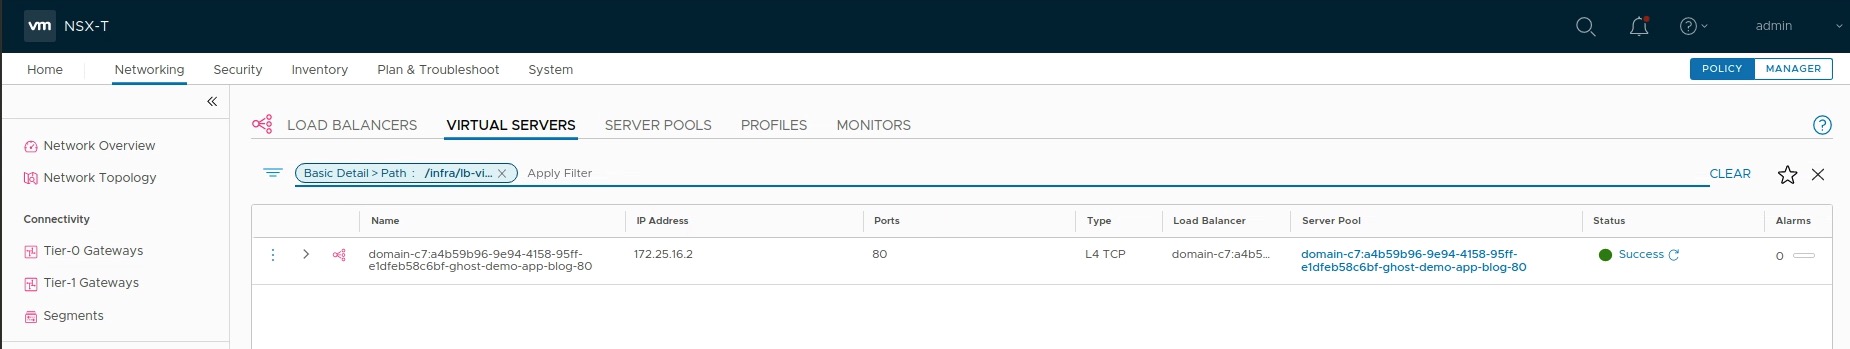 vm NSX-T
admin
Home Networking Security Inventory Plan & Troubleshoot System
POLICY MANAGER
Network Overview
Network Topology
Connectivity
Tier-0 Gateways
Tier-1 Gateways
Segments
LOAD BALANCERS VIRTUAL SERVERS SERVER POOLS PROFILES MONITORS
Basic Detail > Path : /infra/lb-vi... Apply Filter
CLEAR
Name IP Address Ports Type Load Balancer Server Pool Status Alarms
domain-c7:a4b59b96-9e94-4158-95ff-
e1dfeb58c6bf-ghost-demo-app-blog-80
172.25.16.2
80
L4 TCP
domain-c7:a4b5...
domain-c7:a4b59b96-9e94-4158-95ff-
e1dfeb58c6bf-ghost-demo-app-blog-80
Success
0